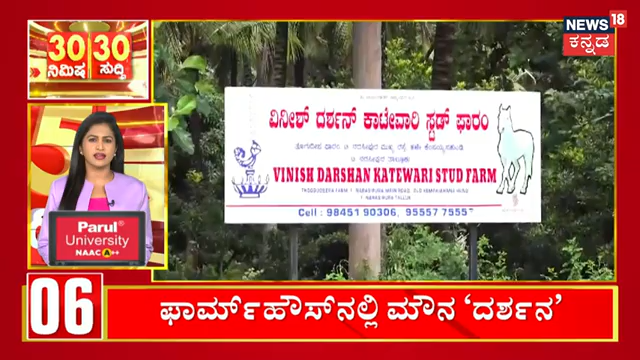 30 30
ನಿಮಿಷ ಸುದ್ದಿ
NEWS 18
ಕನ್ನಡ
ವಿನೀಶ್ ದರ್ಶನ್ ಕಾಟೇವಾರಿ ಸ್ಟಡ್ ಫಾರಂ
VINISH DARSHAN KATEWARI STUD FARM
Cell : 98451 90306, 95557 7555
Parul®
University
NAAC A++
06
ಫಾರ್ಮ್‌ಹೌಸ್‌ನಲ್ಲಿ ಮೌನ ‘ದರ್ಶನ’